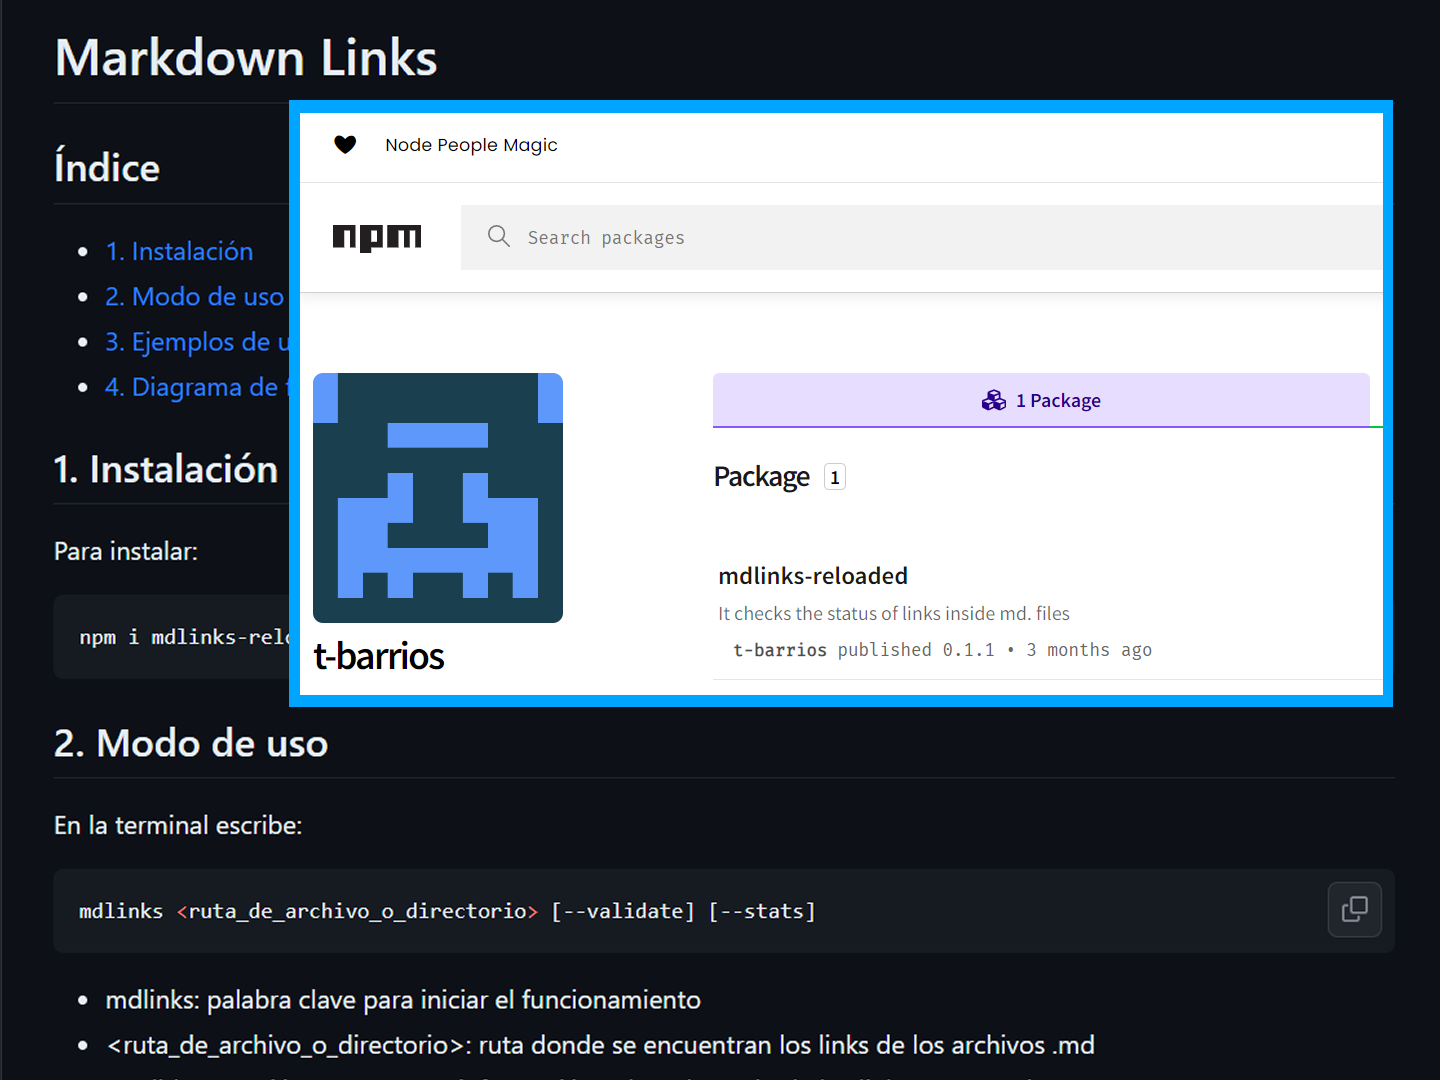 Markdown Links
Índice
1. Instalación
2. Modo de uso
3. Ejemplos de
4. Diagrama de
1. Instalación
Para instalar:
npm i
2. Modo de uso
En la terminal escribe:
mdlinks <ruta_de_archivo_o_directorio> [--validate] [--stats]
mdlinks: palabra clave para iniciar el funcionamiento
<ruta_de_archivo_o_directorio>: ruta donde se encuentran los links de los archivos .md
Node People Magic
npm
Search packages
1 Package
Package 1
mdlinks-reloaded
It checks the status of links inside md. files
t-barrios published 0.1.1 • 3 months ago
t-barrios